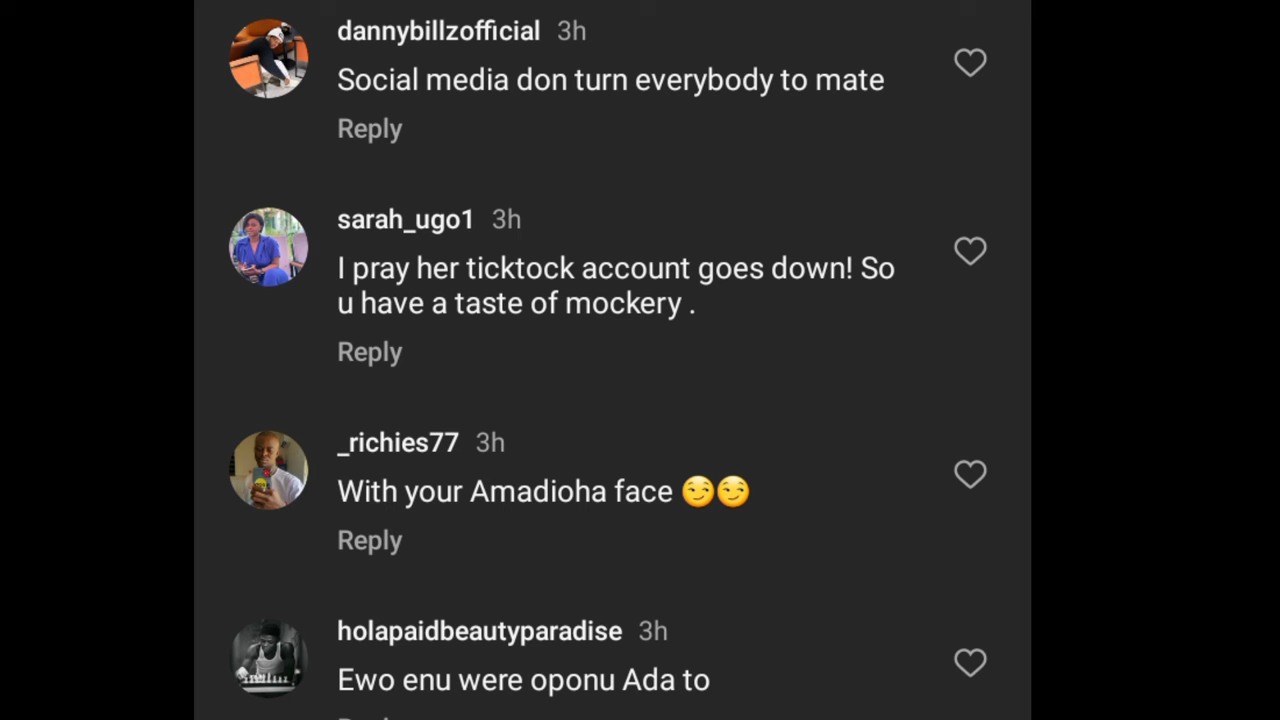 dannybillzofficial 3h
Social media don turn everybody to mate
Reply
sarah_ugo1 3h
I pray her ticktock account goes down! So
u have a taste of mockery .
Reply
_richies77 3h
With your Amadioha face 😏😏
Reply
holapaidbeautyparadise 3h
Ewo enu were oponu Ada to